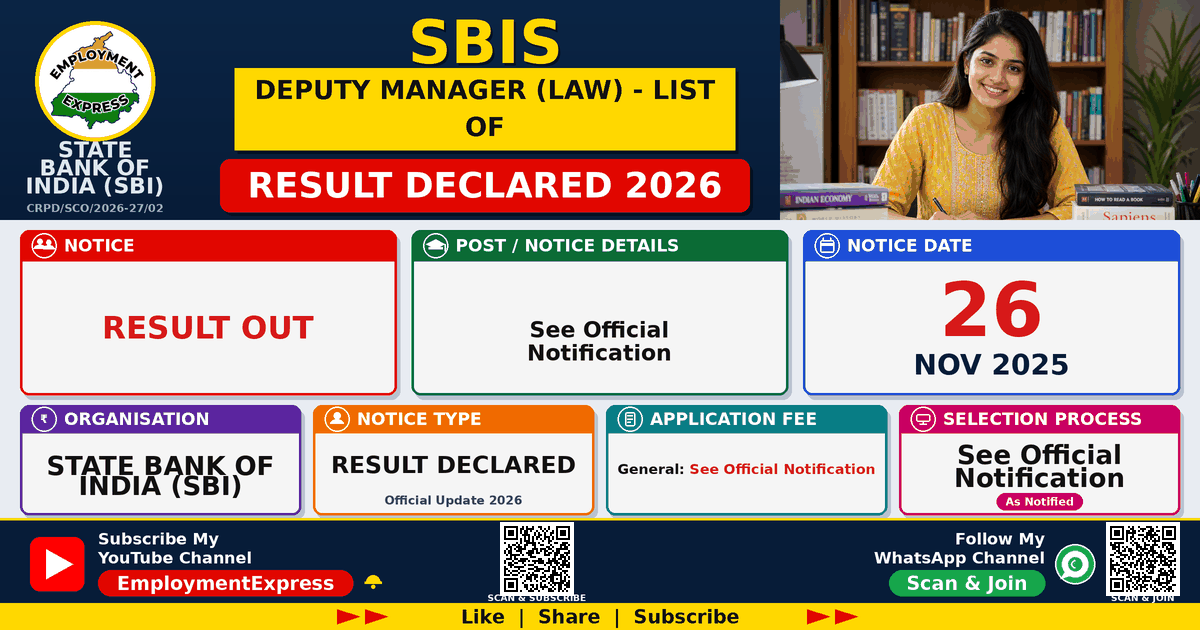 EMPLOYMENT
EXPRESS
STATE
BANK OF
INDIA (SBI)
CRPD/SCO/2026-27/02
SBIS
DEPUTY MANAGER (LAW) - LIST
OF
RESULT DECLARED 2026
INDIAN ECONOMY
HOW TO READ A BOOK
Sapiens
NOTICE
RESULT OUT
POST / NOTICE DETAILS
See Official
Notification
NOTICE DATE
26
NOV 2025
₹ ORGANISATION
STATE BANK OF
INDIA (SBI)
NOTICE TYPE
RESULT DECLARED
Official Update 2026
APPLICATION FEE
General: See Official Notification
SELECTION PROCESS
See Official
Notification
As Notified
Subscribe My
YouTube Channel
EmploymentExpress
SCAN & SUBSCRIBE
Follow My
WhatsApp Channel
Scan & Join
SCAN & JOIN
Like | Share | Subscribe